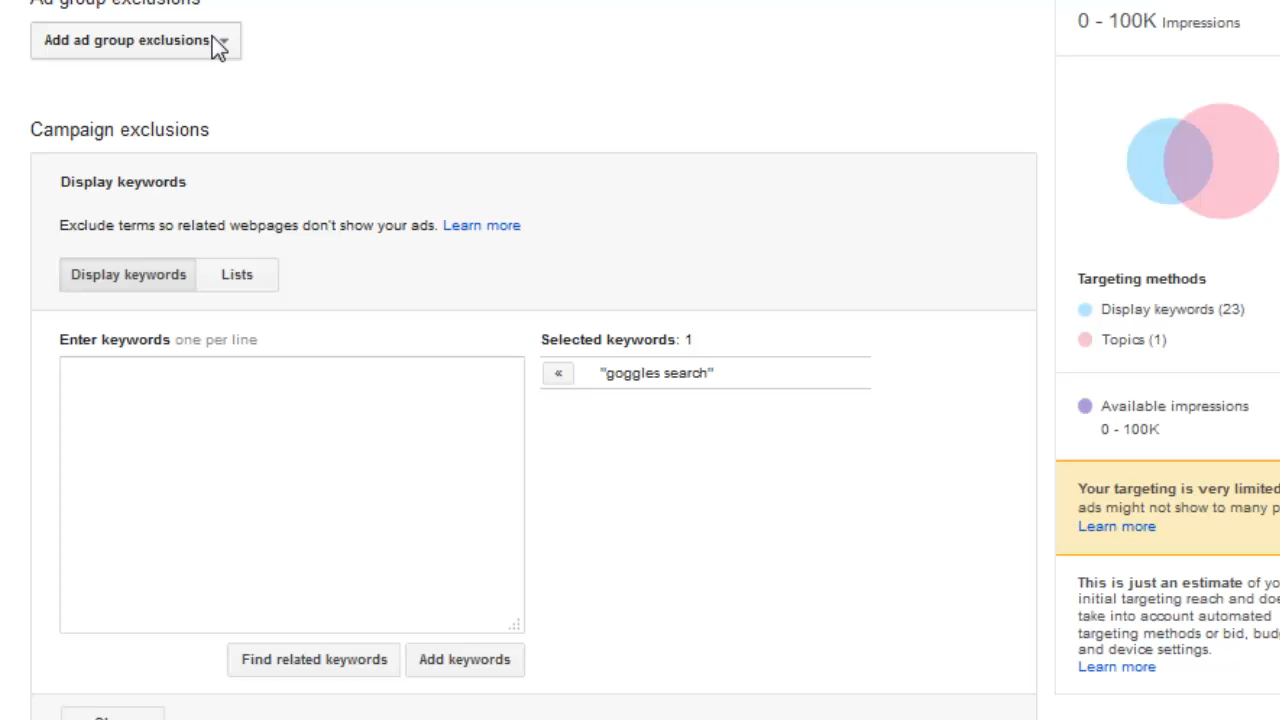 Ad group exclusions
Add ad group exclusions
Campaign exclusions
Display keywords
Exclude terms so related webpages don't show your ads. Learn more
Display keywords
Lists
Enter keywords one per line
Selected keywords: 1
«
"goggles search"
Find related keywords
Add keywords
0 - 100K Impressions
Targeting methods
Display keywords (23)
Topics (1)
Available impressions
0 - 100K
Your targeting is very limited
ads might not show to many
Learn more
This is just an estimate of
initial targeting reach and
take into account automated
targeting methods or bid,
and device settings.
Learn more